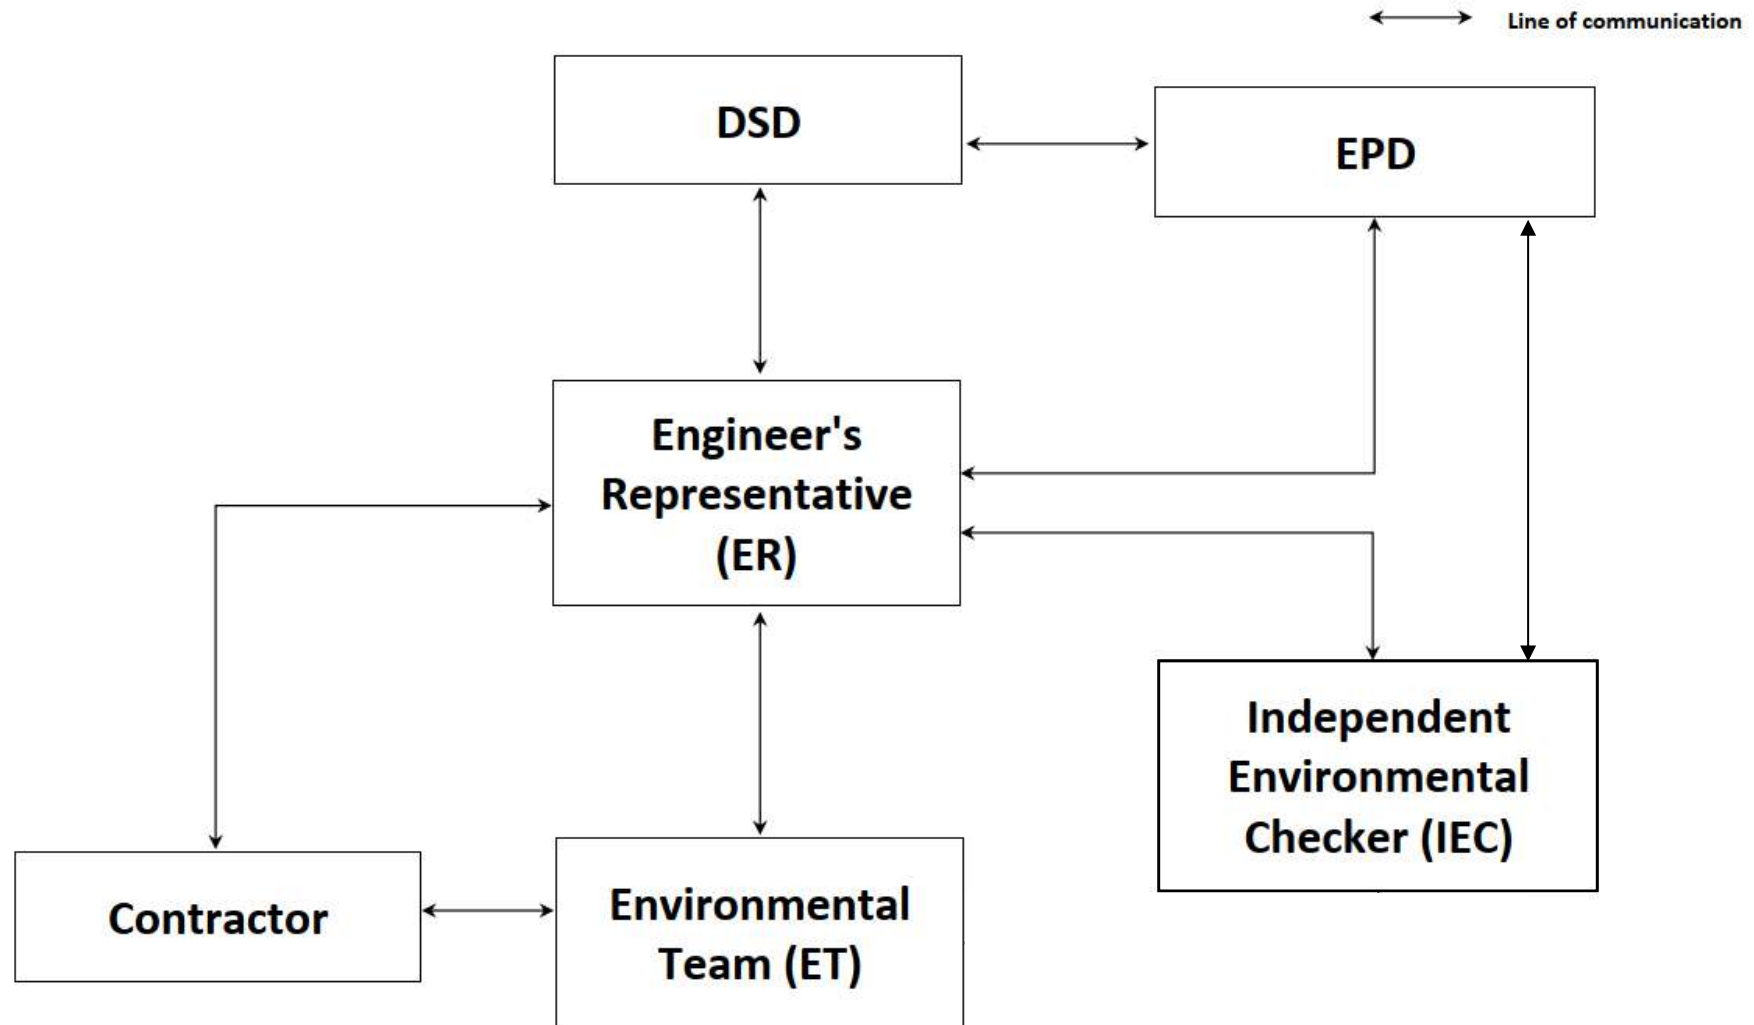 Line of communication
DSD
EPD
Engineer's
Representative
(ER)
Independent
Environmental
Checker (IEC)
Contractor
Environmental
Team (ET)